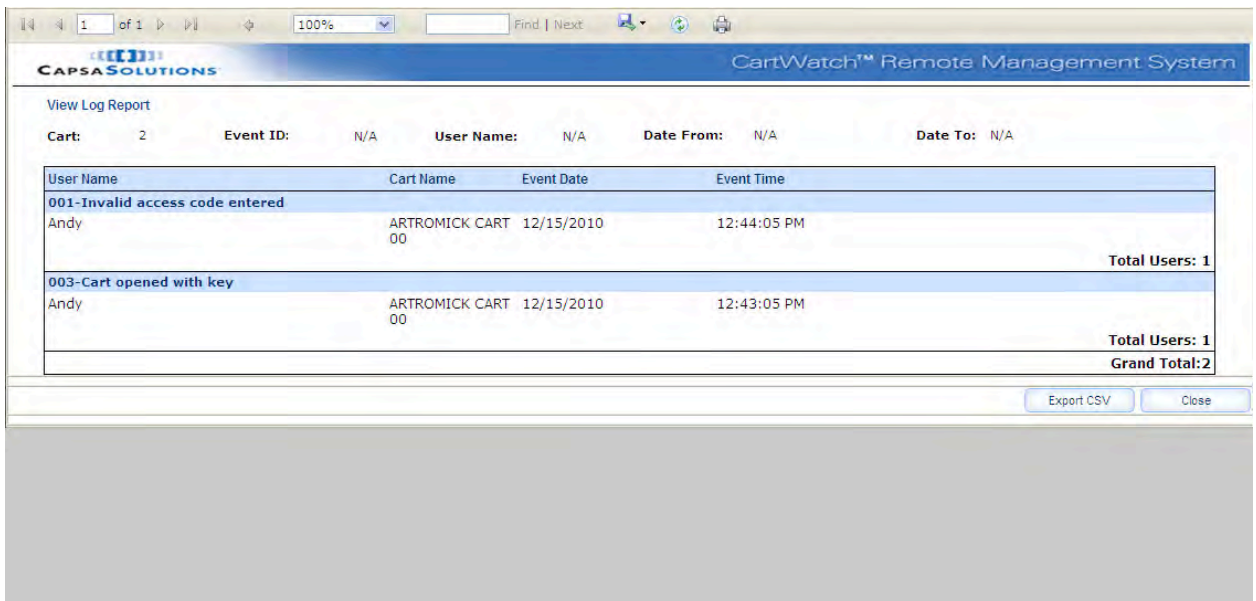 1 of 1 100% Find | Next
CAPSASOLUTIONS
CartWatch™ Remote Management System
View Log Report
Cart: 2 Event ID: N/A User Name: N/A Date From: N/A Date To: N/A
User Name Cart Name Event Date Event Time
001-Invalid access code entered
Andy ARTROMICK CART 12/15/2010 12:44:05 PM
00
Total Users: 1
003-Cart opened with key
Andy ARTROMICK CART 12/15/2010 12:43:05 PM
00
Total Users: 1
Grand Total:2
Export CSV Close